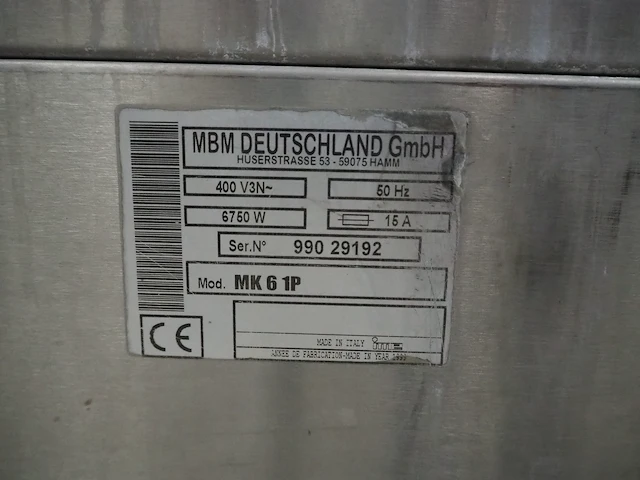 MBM DEUTSCHLAND GmbH
HUSERSTRASSE 53 - 59075 HAMM
400 V3N~
50 Hz
6750 W
15 A
Ser.N° 990 29192
Mod. MK 6 1P
CE
MADE IN ITALY
ANNEE DE FABRICATION-MADE IN YEAR